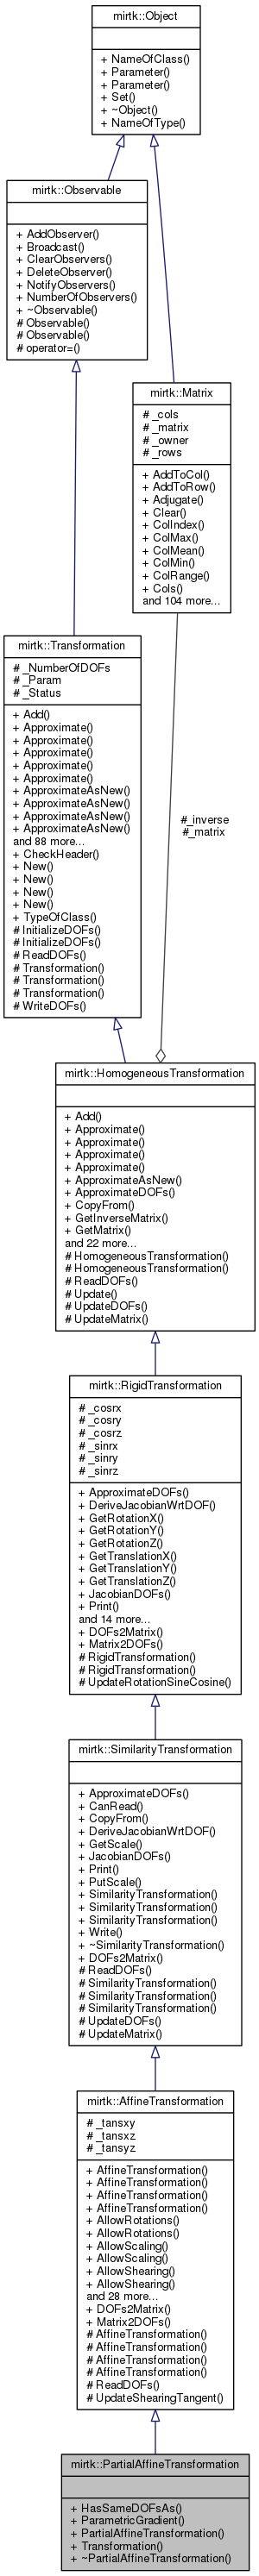 mirtk::Object
+ NameOfClass()
+ Parameter()
+ Parameter()
+ Set()
+ ~Object()
+ NameOfType()
mirtk::Observable
+ AddObserver()
+ Broadcast()
+ ClearObservers()
+ DeleteObserver()
+ NotifyObservers()
+ NumberOfObservers()
+ ~Observable()
# Observable()
# Observable()
# operator=()
mirtk::Matrix
# _cols
# _matrix
# _owner
# _rows
+ AddToCol()
+ AddToRow()
+ Adjugate()
+ Clear()
+ ColIndex()
+ ColMax()
+ ColMean()
+ ColMin()
+ ColRange()
+ Cols()
and 104 more...
mirtk::Transformation
# _NumberOfDOFs
# _Param
# _Status
+ Add()
+ Approximate()
+ Approximate()
+ Approximate()
+ Approximate()
+ Approximate()
+ ApproximateAsNew()
+ ApproximateAsNew()
+ ApproximateAsNew()
+ ApproximateAsNew()
and 88 more...
+ CheckHeader()
+ New()
+ New()
+ New()
+ New()
+ TypeOfClass()
# InitializeDOFs()
# InitializeDOFs()
# ReadDOFs()
# Transformation()
# Transformation()
# Transformation()
# WriteDOFs()
#_inverse
#_matrix
mirtk::HomogeneousTransformation
+ Add()
+ Approximate()
+ Approximate()
+ Approximate()
+ Approximate()
+ ApproximateAsNew()
+ ApproximateDOFs()
+ CopyFrom()
+ GetInverseMatrix()
+ GetMatrix()
and 22 more...
# HomogeneousTransformation()
# HomogeneousTransformation()
# ReadDOFs()
# Update()
# UpdateDOFs()
# UpdateMatrix()
mirtk::RigidTransformation
# _cosrx
# _cosry
# _cosrz
# _sinrx
# _sinry
# _sinrz
+ ApproximateDOFs()
+ DeriveJacobianWrtDOF()
+ GetRotationX()
+ GetRotationY()
+ GetRotationZ()
+ GetTranslationX()
+ GetTranslationY()
+ GetTranslationZ()
+ JacobianDOFs()
+ Print()
and 14 more...
+ DOFs2Matrix()
+ Matrix2DOFs()
# RigidTransformation()
# RigidTransformation()
# UpdateRotationSineCosine()
mirtk::SimilarityTransformation
+ ApproximateDOFs()
+ CanRead()
+ CopyFrom()
+ DeriveJacobianWrtDOF()
+ GetScale()
+ JacobianDOFs()
+ Print()
+ PutScale()
+ SimilarityTransformation()
+ SimilarityTransformation()
+ SimilarityTransformation()
+ Write()
+ ~SimilarityTransformation()
+ DOFs2Matrix()
# ReadDOFs()
# SimilarityTransformation()
# SimilarityTransformation()
# SimilarityTransformation()
# UpdateDOFs()
# UpdateMatrix()
mirtk::AffineTransformation
# _tansxy
# _tansxz
# _tansyz
+ AffineTransformation()
+ AffineTransformation()
+ AffineTransformation()
+ AffineTransformation()
+ AllowRotations()
+ AllowRotations()
+ AllowScaling()
+ AllowScaling()
+ AllowShearing()
+ AllowShearing()
and 28 more...
+ DOFs2Matrix()
+ Matrix2DOFs()
# AffineTransformation()
# AffineTransformation()
# AffineTransformation()
# AffineTransformation()
# ReadDOFs()
# UpdateShearingTangent()
mirtk::PartialAffineTransformation
+ HasSameDOFsAs()
+ ParametricGradient()
+ PartialAffineTransformation()
+ Transformation()
+ ~PartialAffineTransformation()